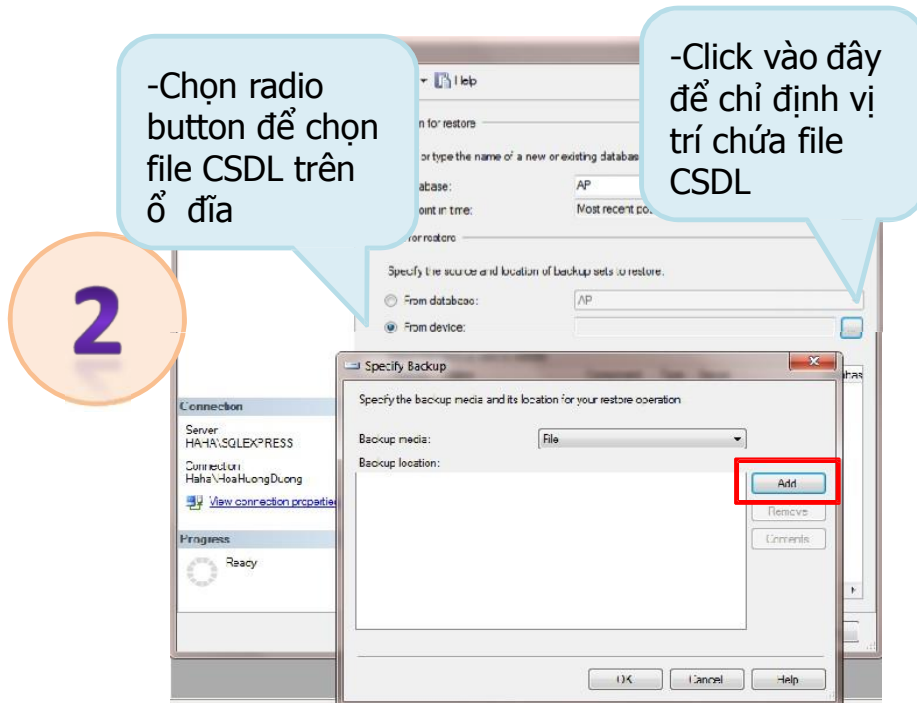 -Chọn radio
button để chọn
file CSDL trên
ổ đĩa
-Click vào đây
để chỉ định vị
trí chứa file
CSDL
2
Help
n for restore
or type the name of a new or existing databas
abase: AP
oint in time: Most recent po
for restore
Specify the source and location of backup sets to restore.
From database: AP
From device:
...
Specify Backup
Specify the backup media and its location for your restore operation
Backup media: File
Backup location:
Add
Remove
Contents
OK Cancel Help
Connection
Server
HAHA\SQLEXPRESS
Connection
Haha\HoaHuongDuong
View connection propertie
Progress
Ready